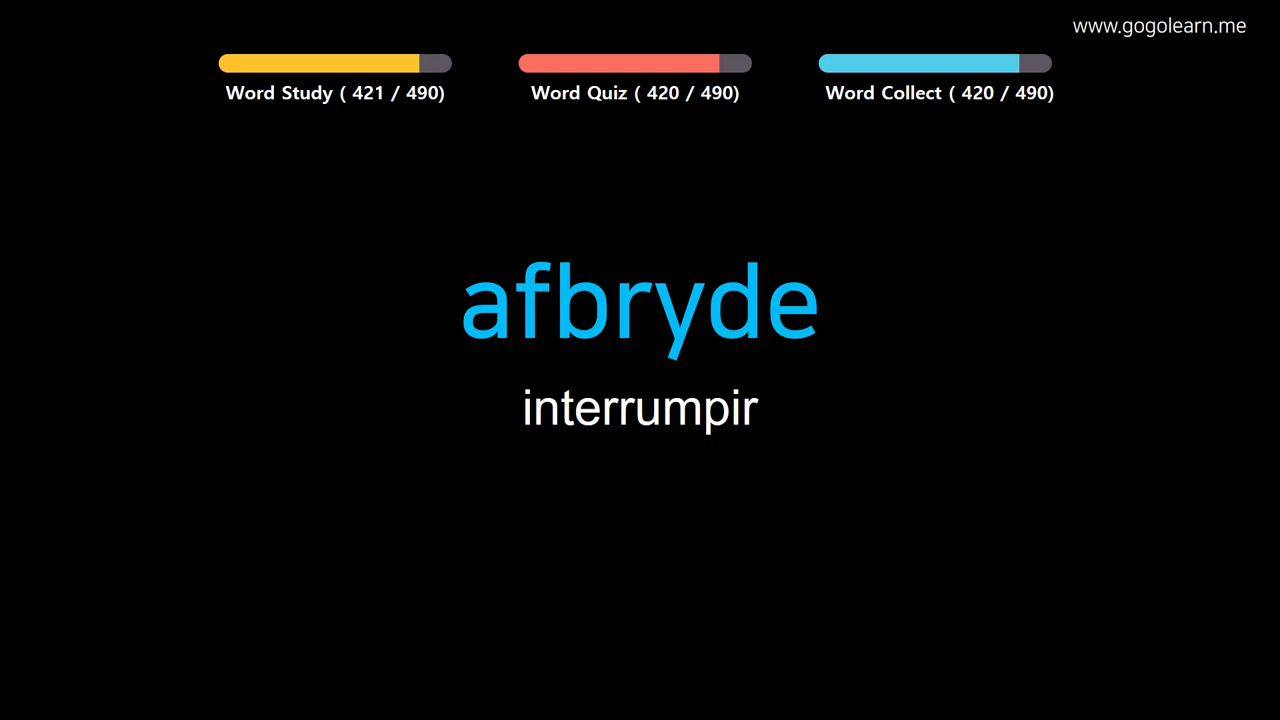 www.gogolearn.me
Word Study ( 421 / 490)
Word Quiz ( 420 / 490)
Word Collect ( 420 / 490)
afbryde
interrumpir